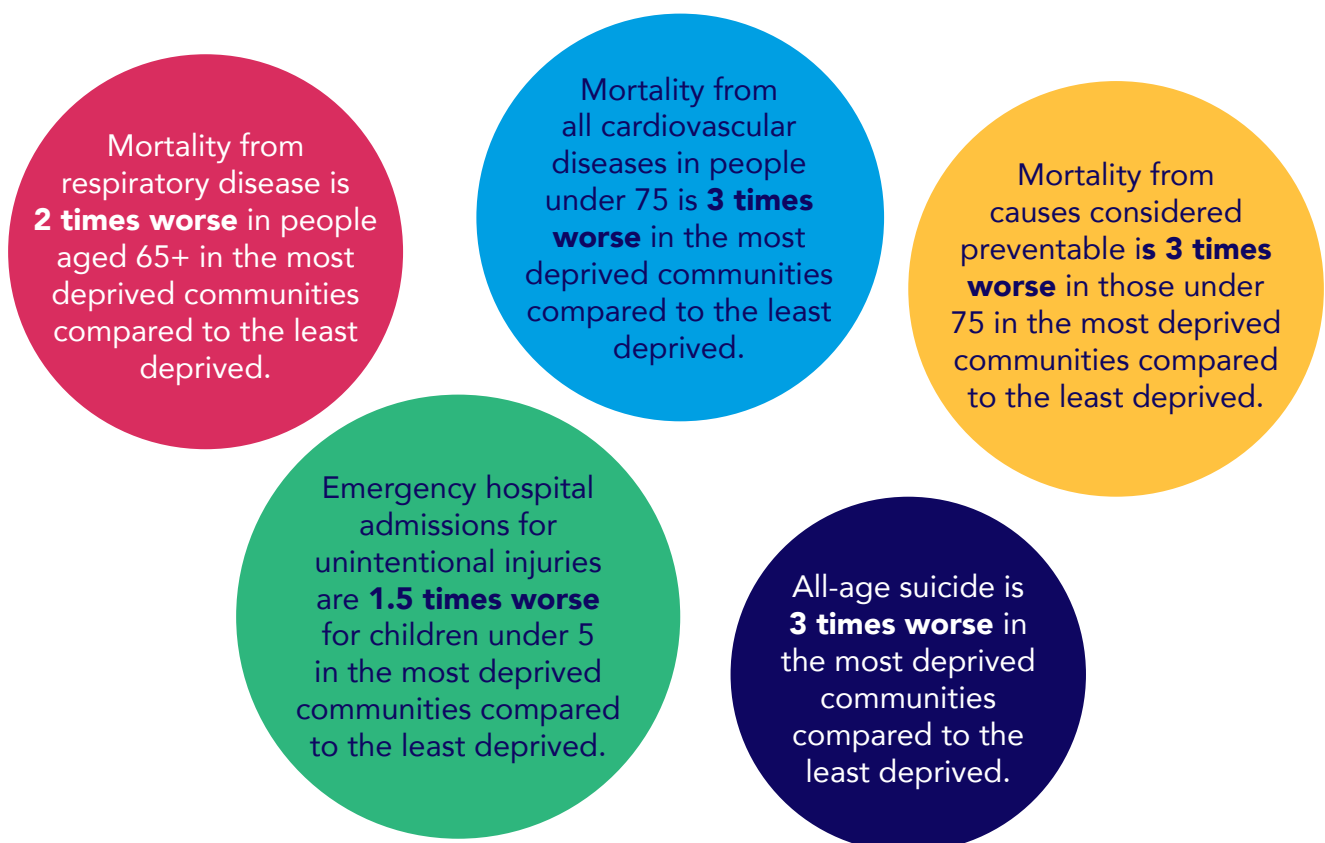 Mortality from
respiratory disease is
2 times worse in people
aged 65+ in the most
deprived communities
compared to the least
deprived.
Mortality from
all cardiovascular
diseases in people
under 75 is 3 times
worse in the most
deprived communities
compared to the least
deprived.
Mortality from
causes considered
preventable is 3 times
worse in those under
75 in the most deprived
communities compared
to the least deprived.
Emergency hospital
admissions for
unintentional injuries
are 1.5 times worse
for children under 5
in the most deprived
communities compared
to the least deprived.
All-age suicide is
3 times worse in
the most deprived
communities
compared to the
least deprived.